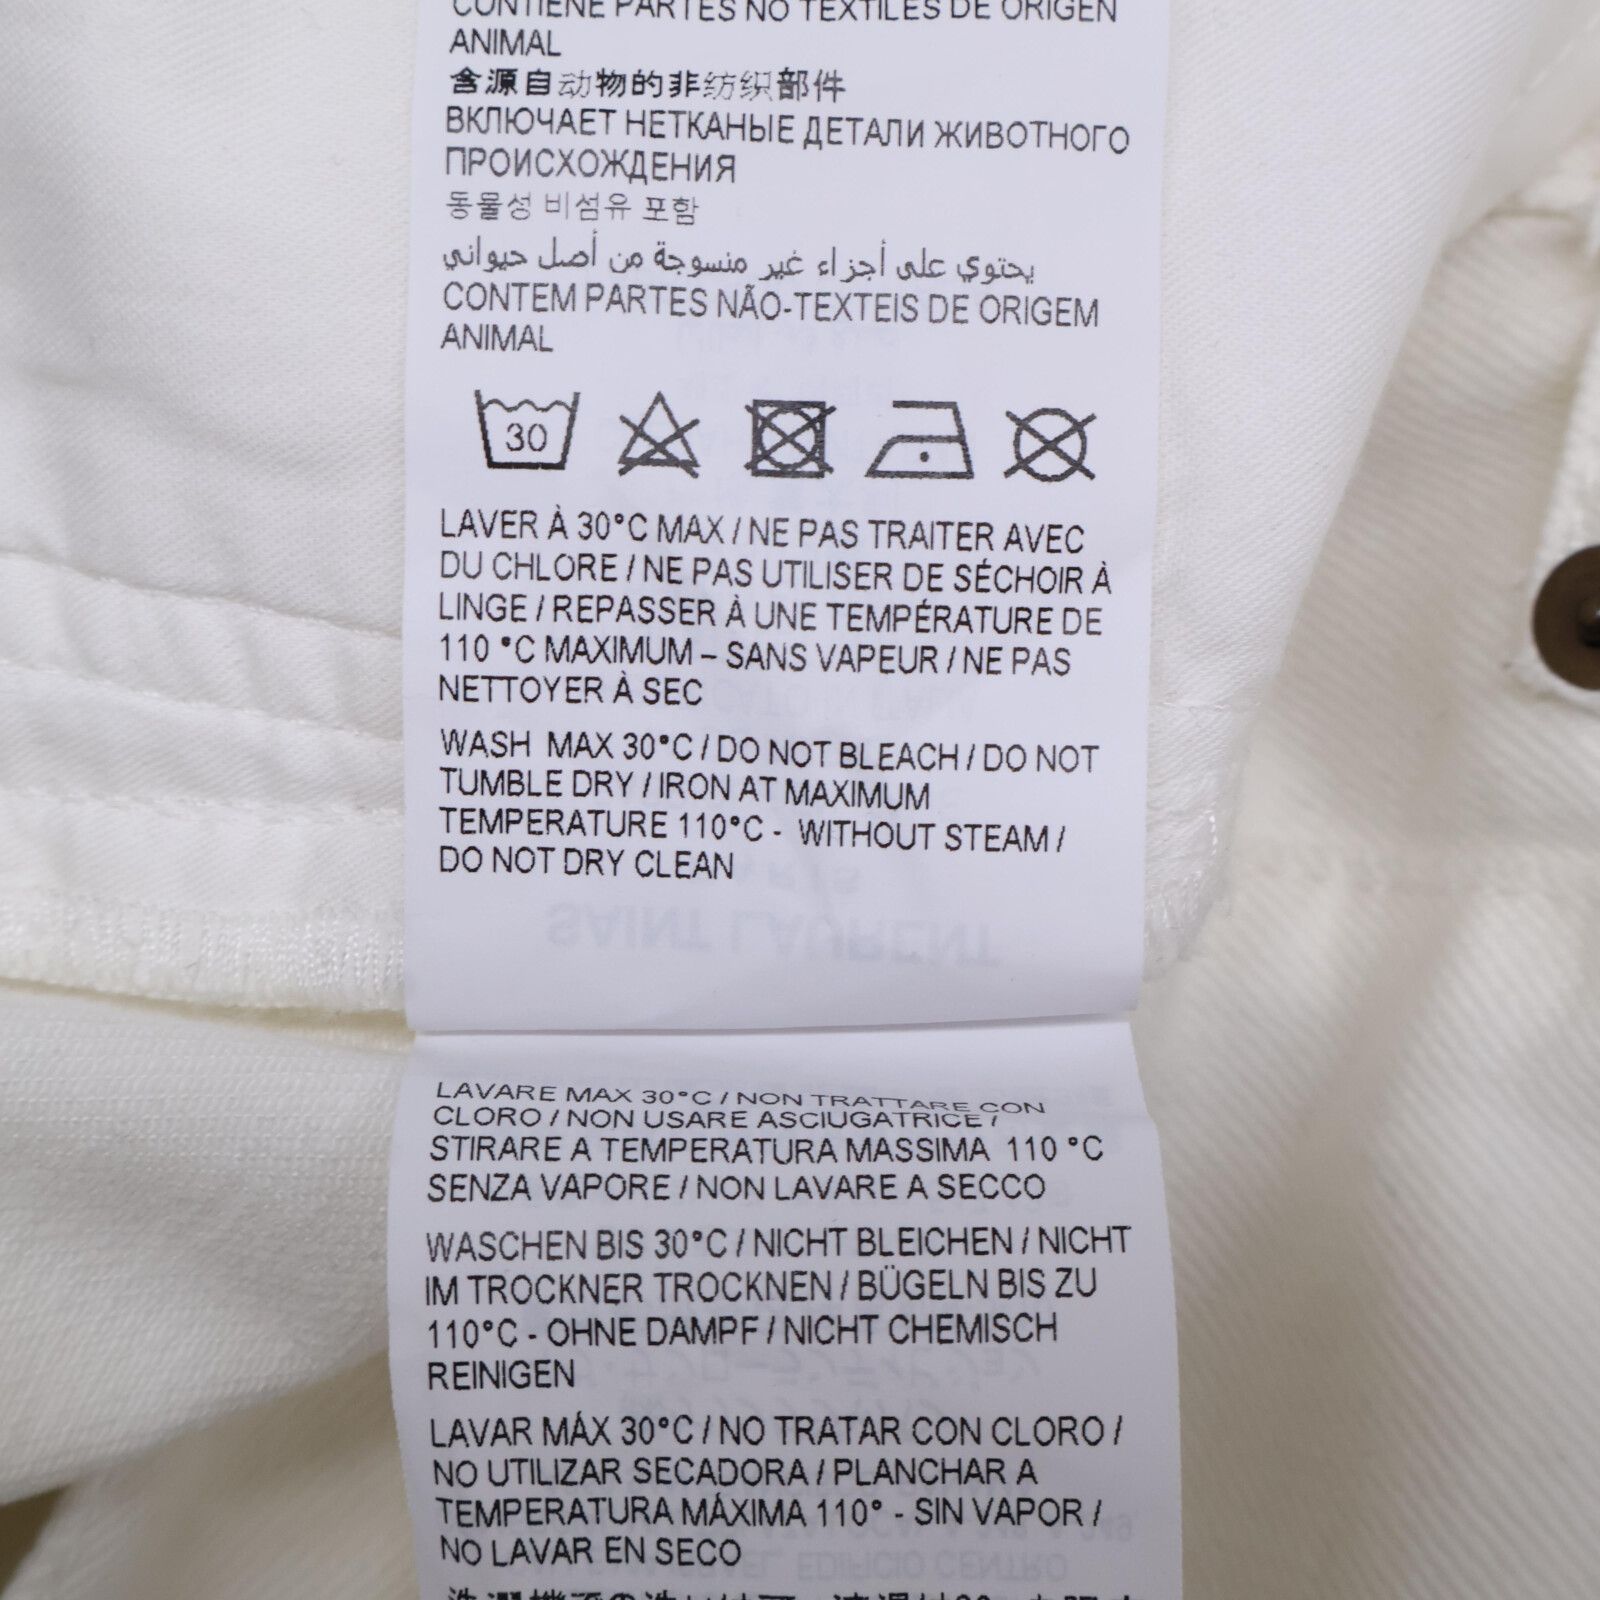 CONTIENE PARTES NO TEXTILES DE ORIGEN
ANIMAL
含源自动物的非纺织部件
ВКЛЮЧАЕТ НЕТКАНЫЕ ДЕТАЛИ ЖИВОТНОГО
ПРОИСХОЖДЕНИЯ
동물성 비섬유 포함
يحتوي على أجزاء غير منسوجة من أصل حيواني
CONTEM PARTES NÃO-TEXTEIS DE ORIGEM
ANIMAL
30
LAVER À 30°C MAX / NE PAS TRAITER AVEC
DU CHLORE / NE PAS UTILISER DE SÉCHOIR À
LINGE / REPASSER À UNE TEMPÉRATURE DE
110 °C MAXIMUM – SANS VAPEUR / NE PAS
NETTOYER À SEC
WASH MAX 30°C / DO NOT BLEACH / DO NOT
TUMBLE DRY / IRON AT MAXIMUM
TEMPERATURE 110°C - WITHOUT STEAM /
DO NOT DRY CLEAN
SAINT LAURENT
LAVARE MAX 30°C / NON TRATTARE CON
CLORO / NON USARE ASCIUGATRICE /
STIRARE A TEMPERATURA MASSIMA 110 °C
SENZA VAPORE / NON LAVARE A SECCO
WASCHEN BIS 30°C / NICHT BLEICHEN / NICHT
IM TROCKNER TROCKNEN / BÜGELN BIS ZU
110°C - OHNE DAMPF / NICHT CHEMISCH
REINIGEN
LAVAR MÁX 30°C / NO TRATAR CON CLORO /
NO UTILIZAR SECADORA / PLANCHAR A
TEMPERATURA MÁXIMA 110° - SIN VAPOR /
NO LAVAR EN SECO